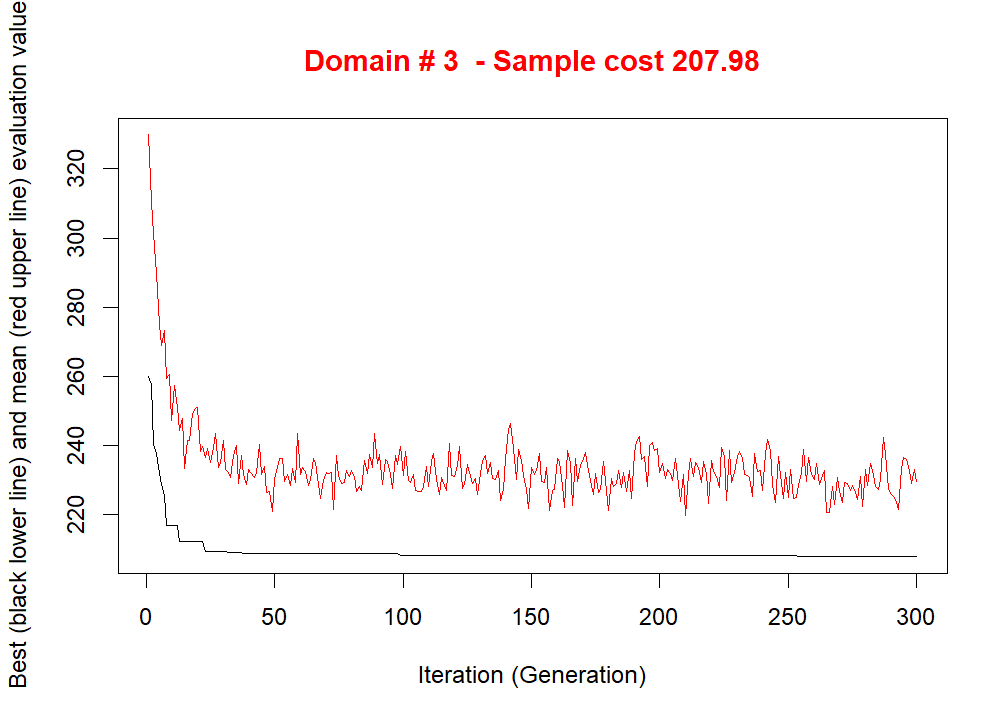 Domain # 3  - Sample cost 207.98
Best (black lower line) and mean (red upper line) evaluation value
320
300
280
260
240
220
0 50 100 150 200 250 300
Iteration (Generation)